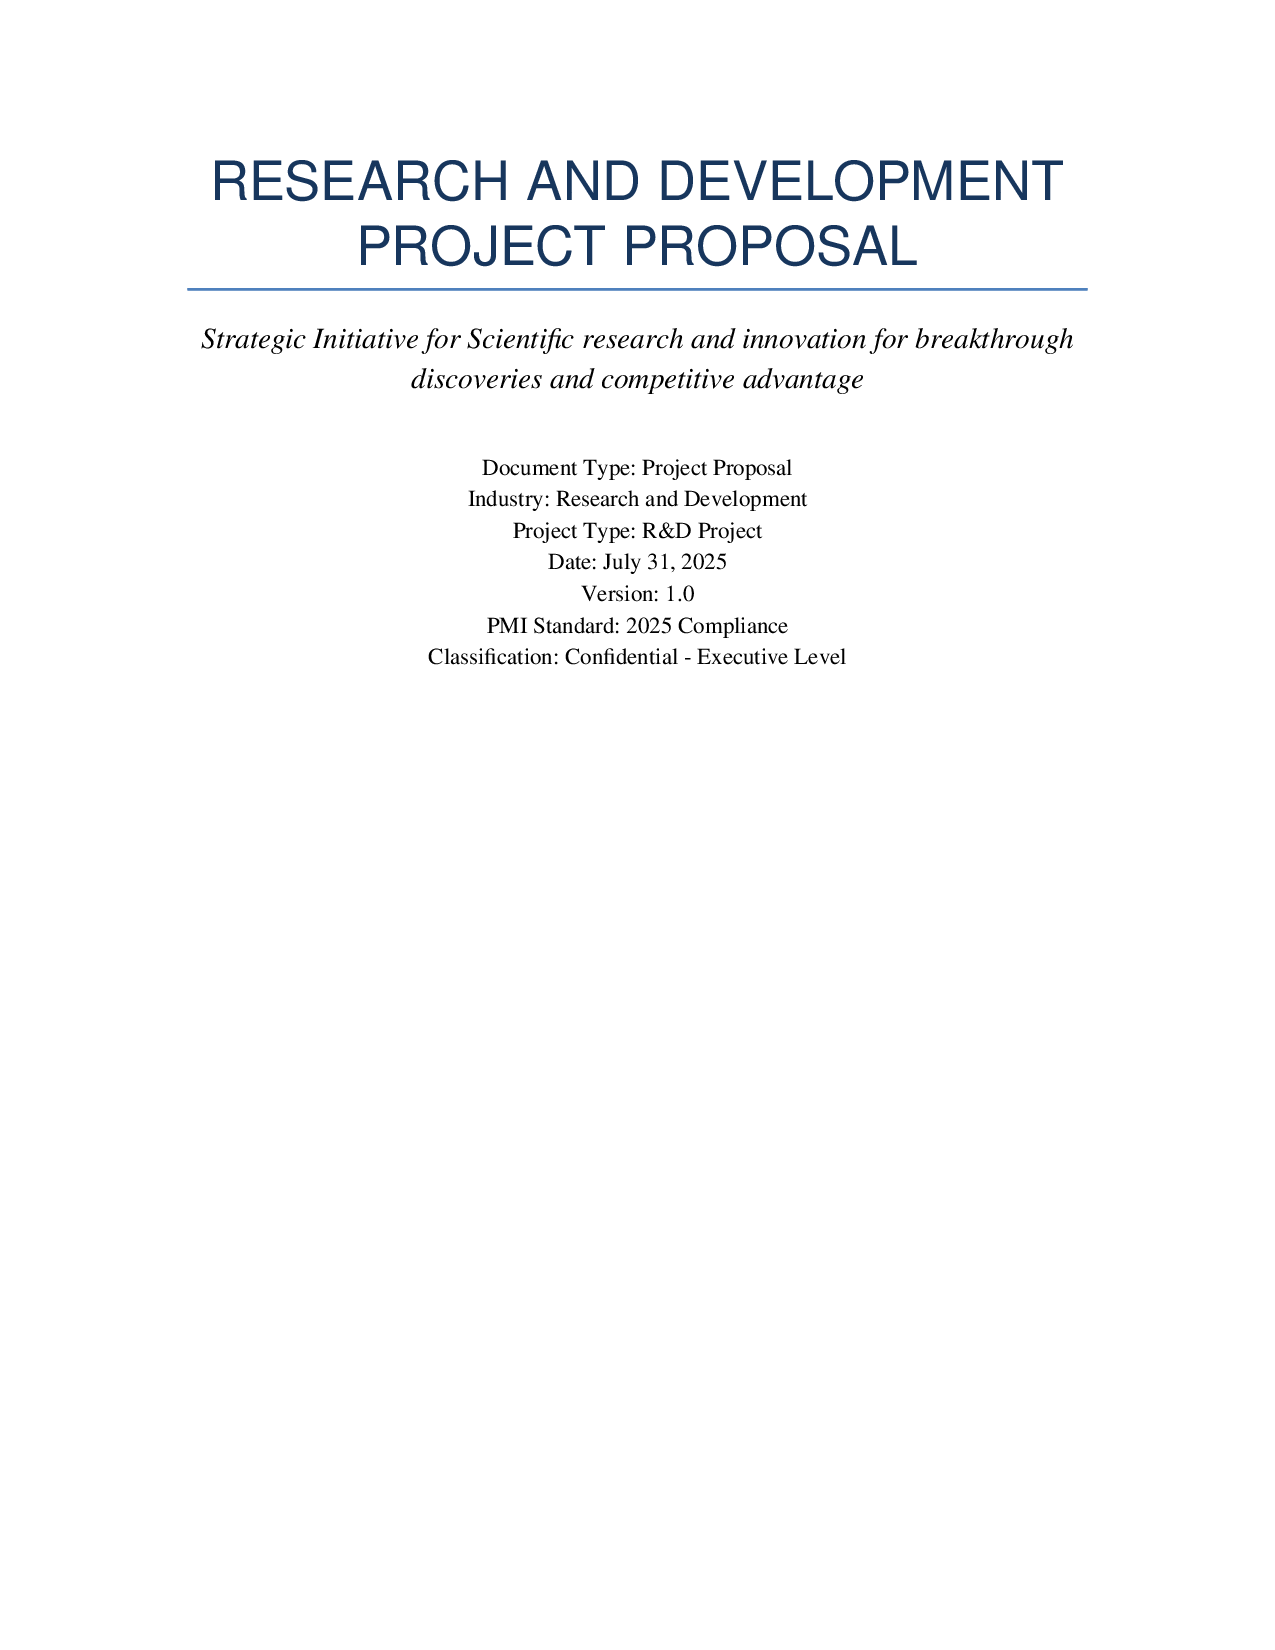 RESEARCH AND DEVELOPMENT
PROJECT PROPOSAL
Strategic Initiative for Scientific research and innovation for breakthrough
discoveries and competitive advantage
Document Type: Project Proposal
Industry: Research and Development
Project Type: R&D Project
Date: July 31, 2025
Version: 1.0
PMI Standard: 2025 Compliance
Classification: Confidential - Executive Level